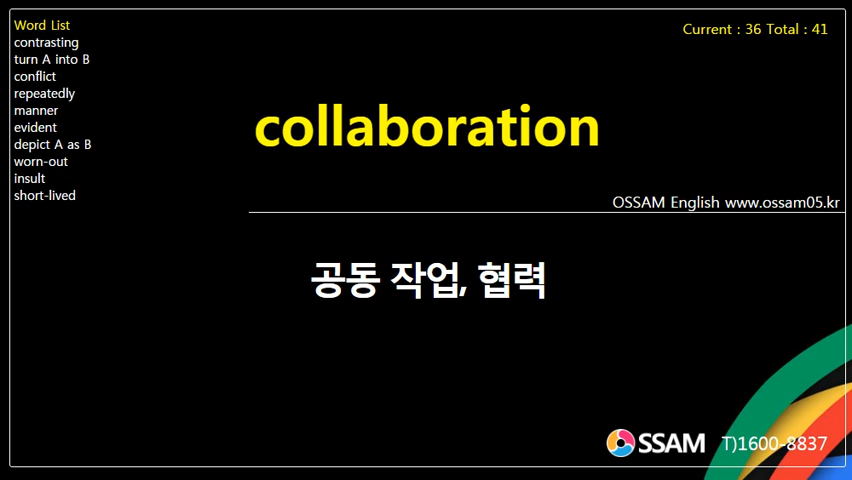 Word List
contrasting
turn A into B
conflict
repeatedly
manner
evident
depict A as B
worn-out
insult
short-lived
Current : 36 Total : 41
collaboration
OSSAM English www.ossam05.kr
공동 작업, 협력
OSSAM T)1600-8837